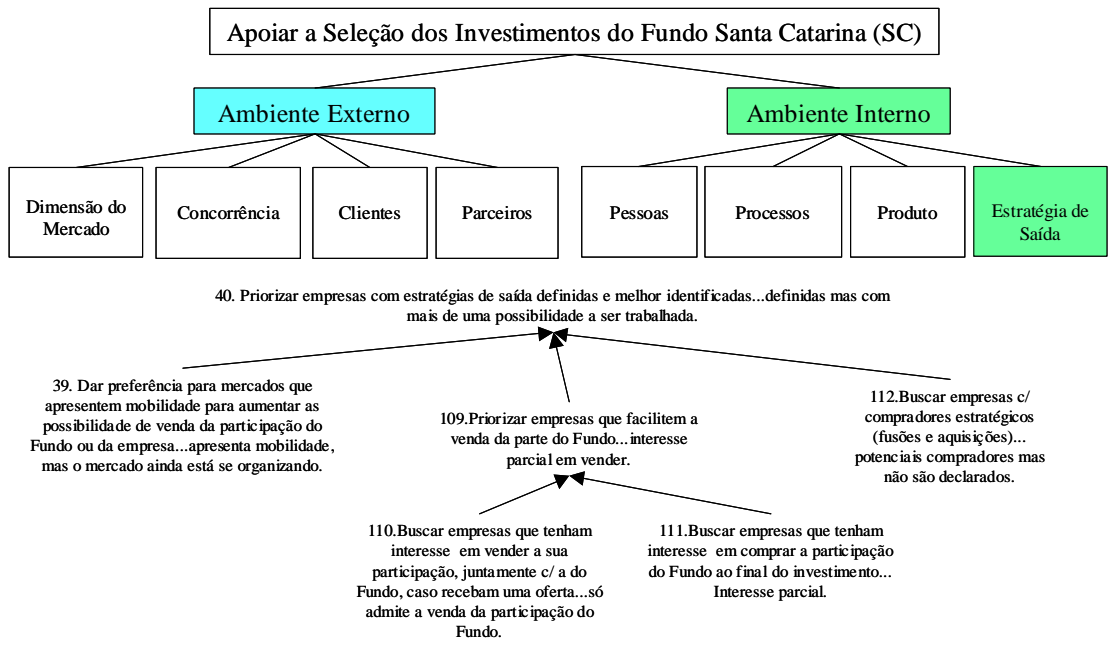 Apoiar a Seleção dos Investimentos do Fundo Santa Catarina (SC)
Ambiente Externo
Ambiente Interno
Dimensão do
Mercado
Concorrência
Clientes
Parceiros
Pessoas
Processos
Produto
Estratégia de
Saída
40. Priorizar empresas com estratégias de saída definidas e melhor identificadas...definidas mas com
mais de uma possibilidade a ser trabalhada.
39. Dar preferência para mercados que
apresentem mobilidade para aumentar as
possibilidade de venda da participação do
Fundo ou da empresa...apresenta mobilidade,
mas o mercado ainda está se organizando.
109.Priorizar empresas que facilitem a
venda da parte do Fundo...interesse
parcial em vender.
112.Buscar empresas c/
compradores estratégicos
(fusões e aquisições)...
potenciais compradores mas
não são declarados.
110.Buscar empresas que tenham
interesse em vender a sua
participação, juntamente c/ a do
Fundo, caso recebam uma oferta...só
admite a venda da participação do
Fundo.
111.Buscar empresas que tenham
interesse em comprar a participação
do Fundo ao final do investimento...
Interesse parcial.